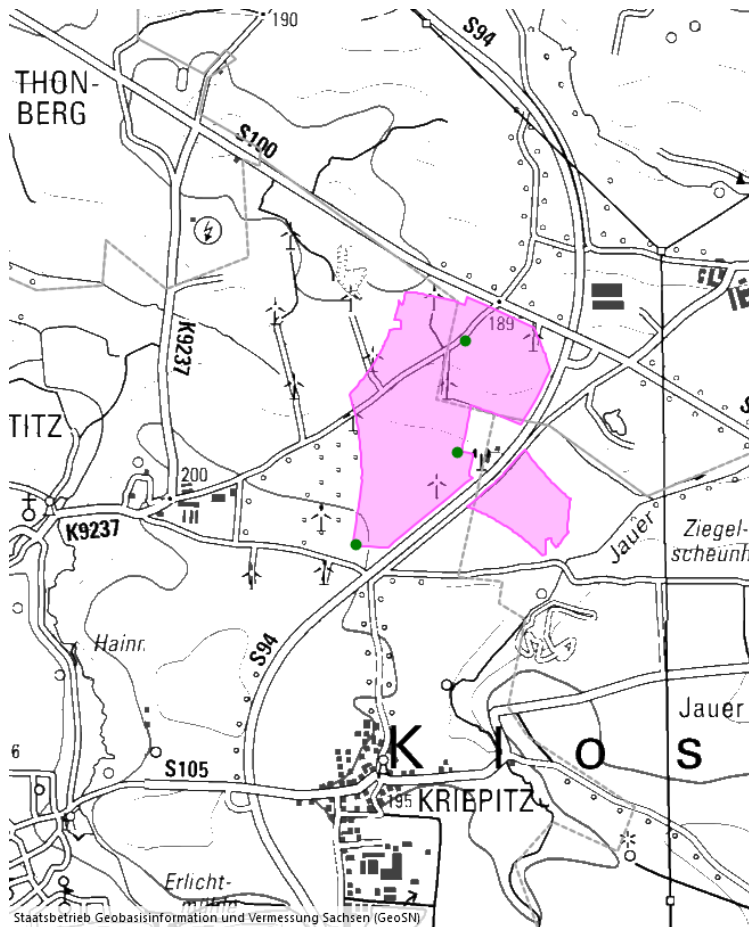 190
S94
THON-
BERG
S100
K9237
189
TITZ
200
K9237
Jauer
Ziegel-
scheunh
S94
Hainr.
Jauer
6
K I O S
S105
195
KRIEPITZ
Erlicht-
mühle
Staatsbetrieb Geobasisinformation und Vermessung Sachsen (GeoSN)